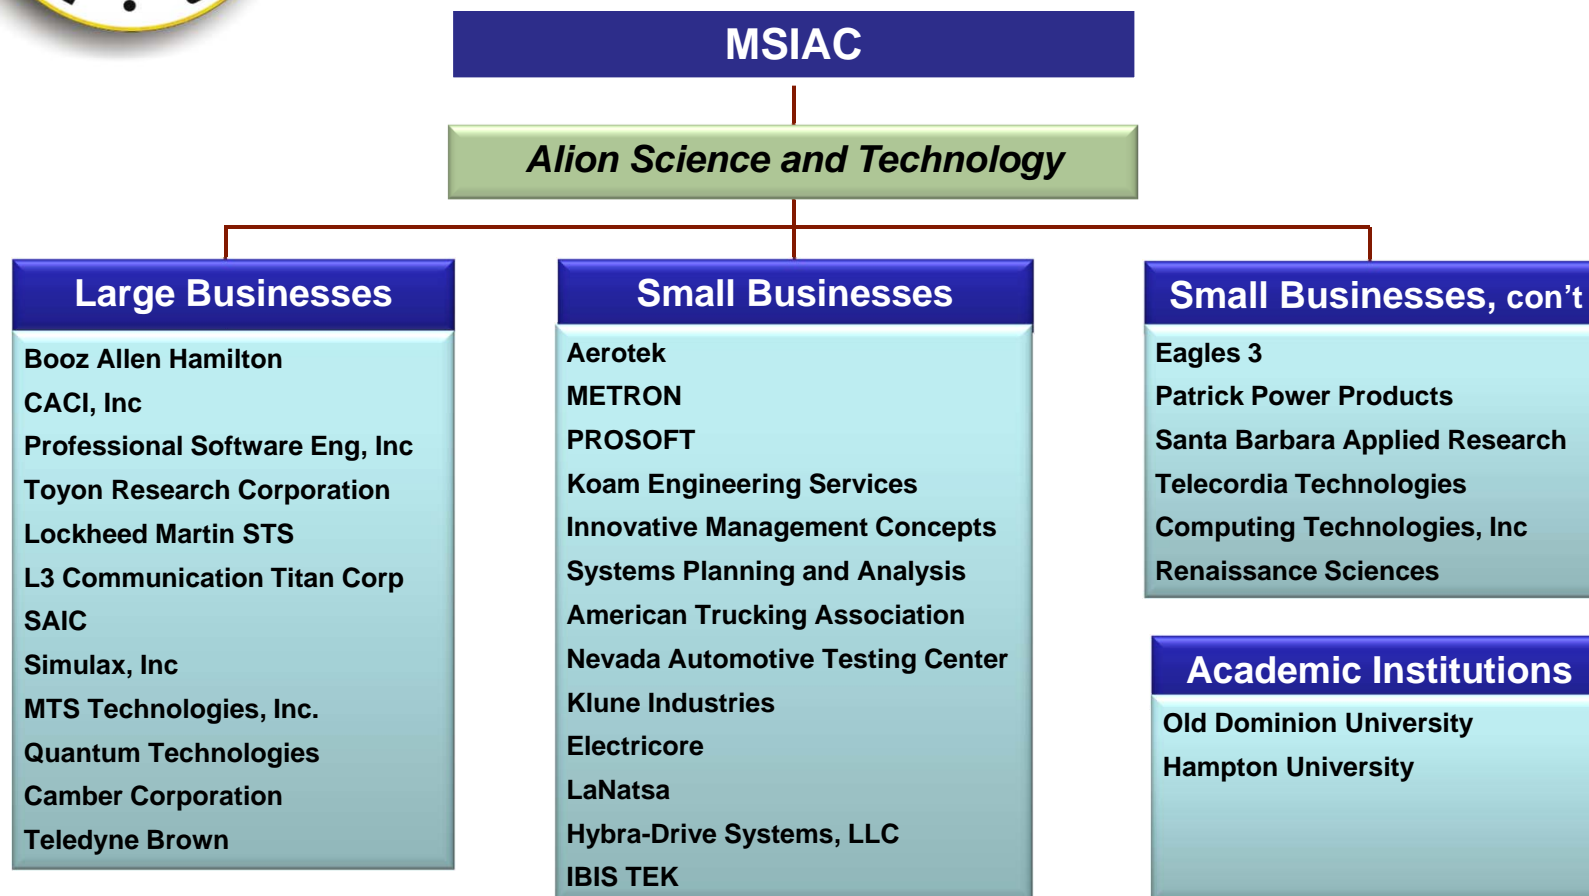 MSIAC
Alion Science and Technology
Large Businesses
Booz Allen Hamilton
CACI, Inc
Professional Software Eng, Inc
Toyon Research Corporation
Lockheed Martin STS
L3 Communication Titan Corp
SAIC
Simulax, Inc
MTS Technologies, Inc.
Quantum Technologies
Camber Corporation
Teledyne Brown
Small Businesses
Aerotek
METRON
PROSOFT
Koam Engineering Services
Innovative Management Concepts
Systems Planning and Analysis
American Trucking Association
Nevada Automotive Testing Center
Klune Industries
Electricore
LaNatsa
Hybra-Drive Systems, LLC
IBIS TEK
Small Businesses, con’t
Eagles 3
Patrick Power Products
Santa Barbara Applied Research
Telecordia Technologies
Computing Technologies, Inc
Renaissance Sciences
Academic Institutions
Old Dominion University
Hampton University